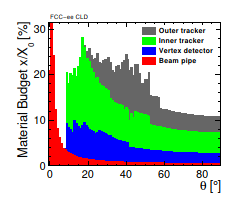 FCC-ee CLD
Material Budget x/X₀ [%]
30
20
10
0
Outer tracker
Inner tracker
Vertex detector
Beam pipe
0 20 40 60 80
θ [°]